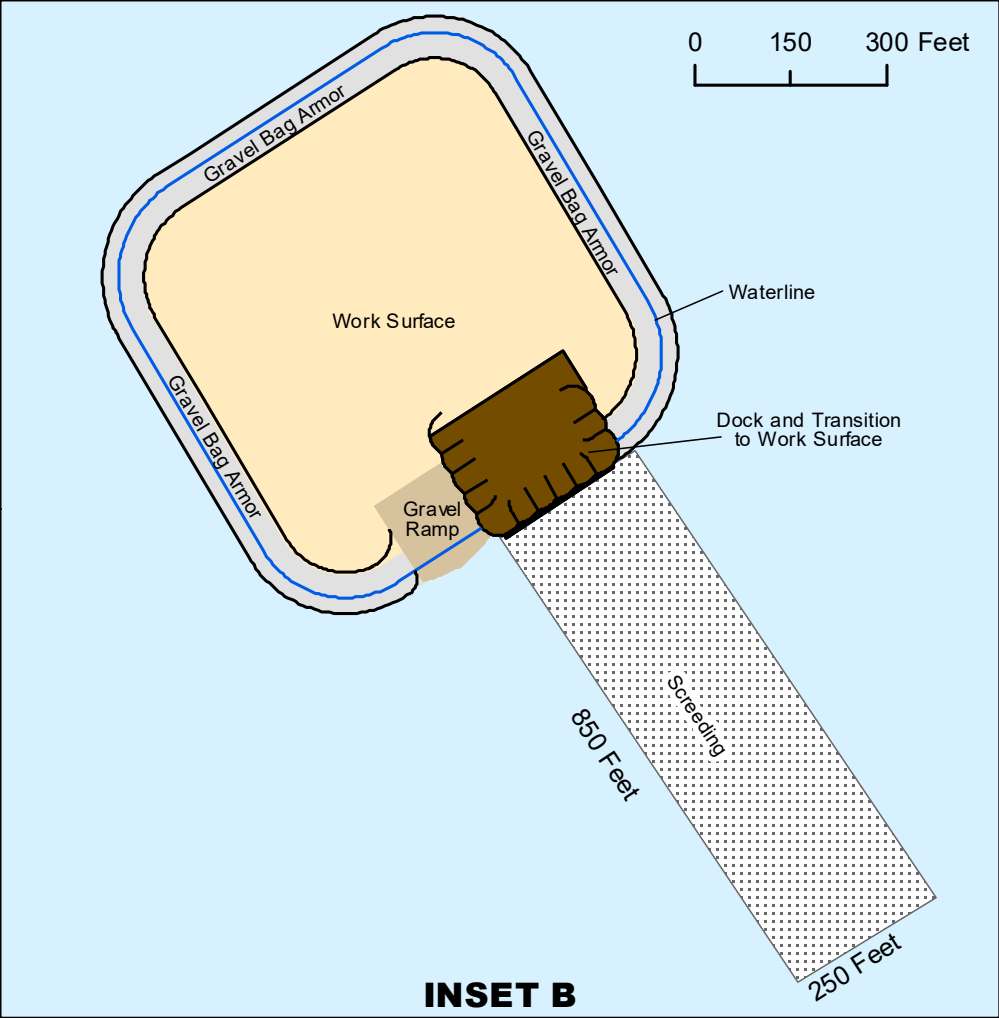 0 150 300 Feet
Gravel Bag Armor
Gravel Bag Armor
Waterline
Work Surface
Dock and Transition
to Work Surface
Gravel Bag Armor
Gravel
Ramp
Screeding
850 Feet
250 Feet
INSET B